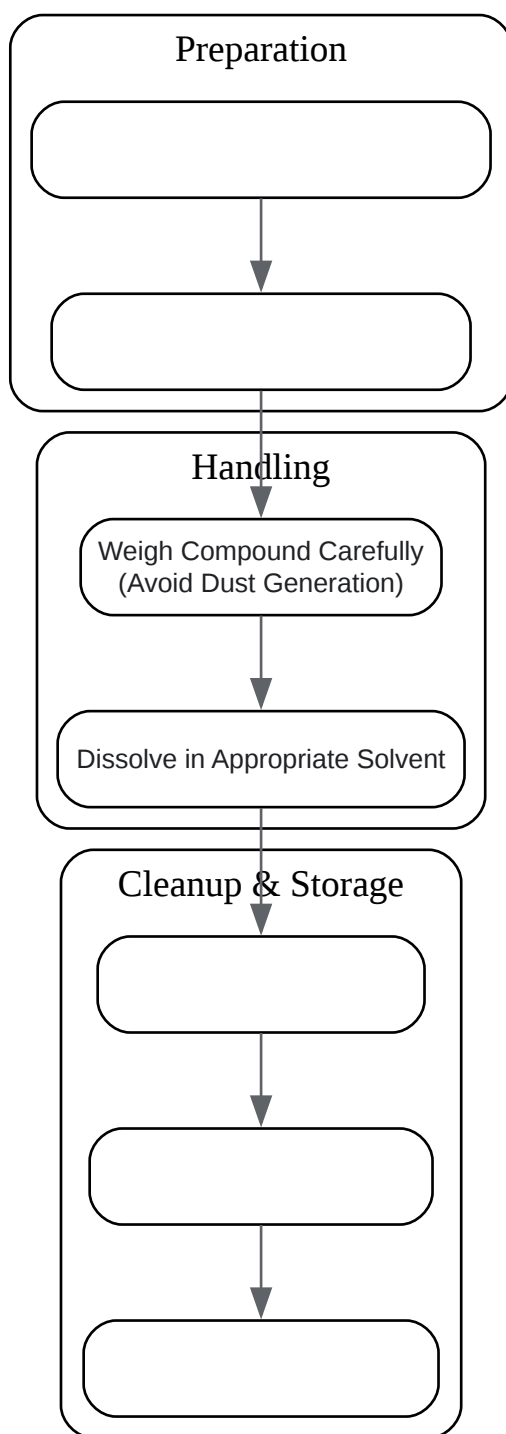 Preparation
Handling
Weigh Compound Carefully
(Avoid Dust Generation)
Dissolve in Appropriate Solvent
Cleanup & Storage